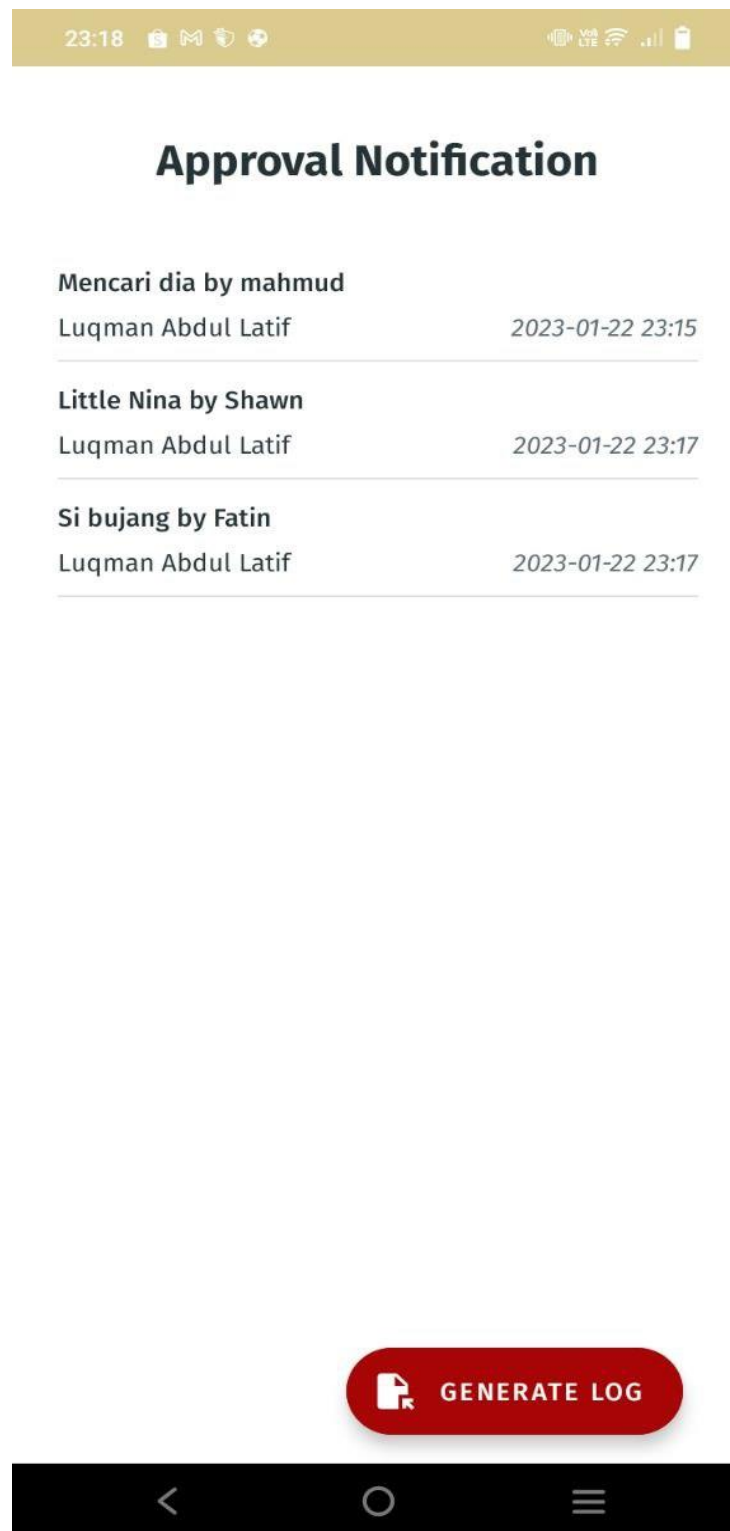 23:18
Approval Notification
Mencari dia by mahmud
Luqman Abdul Latif 2023-01-22 23:15
Little Nina by Shawn
Luqman Abdul Latif 2023-01-22 23:17
Si bujang by Fatin
Luqman Abdul Latif 2023-01-22 23:17
GENERATE LOG